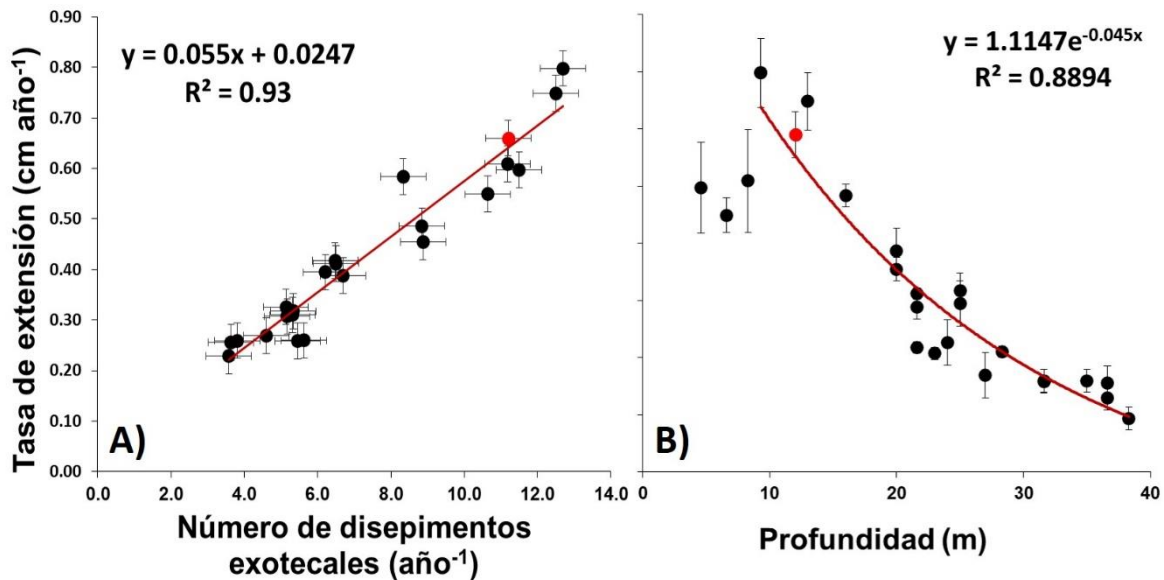 Tasa de extensión (cm año⁻¹)
0.90
0.80
0.70
0.60
0.50
0.40
0.30
0.20
0.10
0.00
y = 0.055x + 0.0247
R² = 0.93
A)
0.0 2.0 4.0 6.0 8.0 10.0 12.0 14.0
Número de disepimentos
exotecales (año⁻¹)
y = 1.1147e⁻⁰·⁰⁴⁵ˣ
R² = 0.8894
B)
0 10 20 30 40
Profundidad (m)